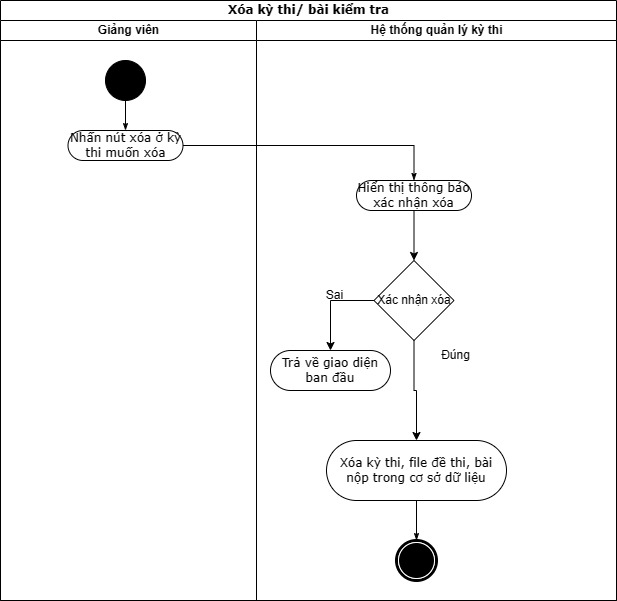 Xóa kỳ thi/ bài kiểm tra
Giảng viên
Hệ thống quản lý kỳ thi
Nhấn nút xóa ở kỳ
thi muốn xóa
Hiển thị thông báo
xác nhận xóa
Xác nhận xóa
Sai
Đúng
Trả về giao diện
ban đầu
Xóa kỳ thi, file đề thi, bài
nộp trong cơ sở dữ liệu